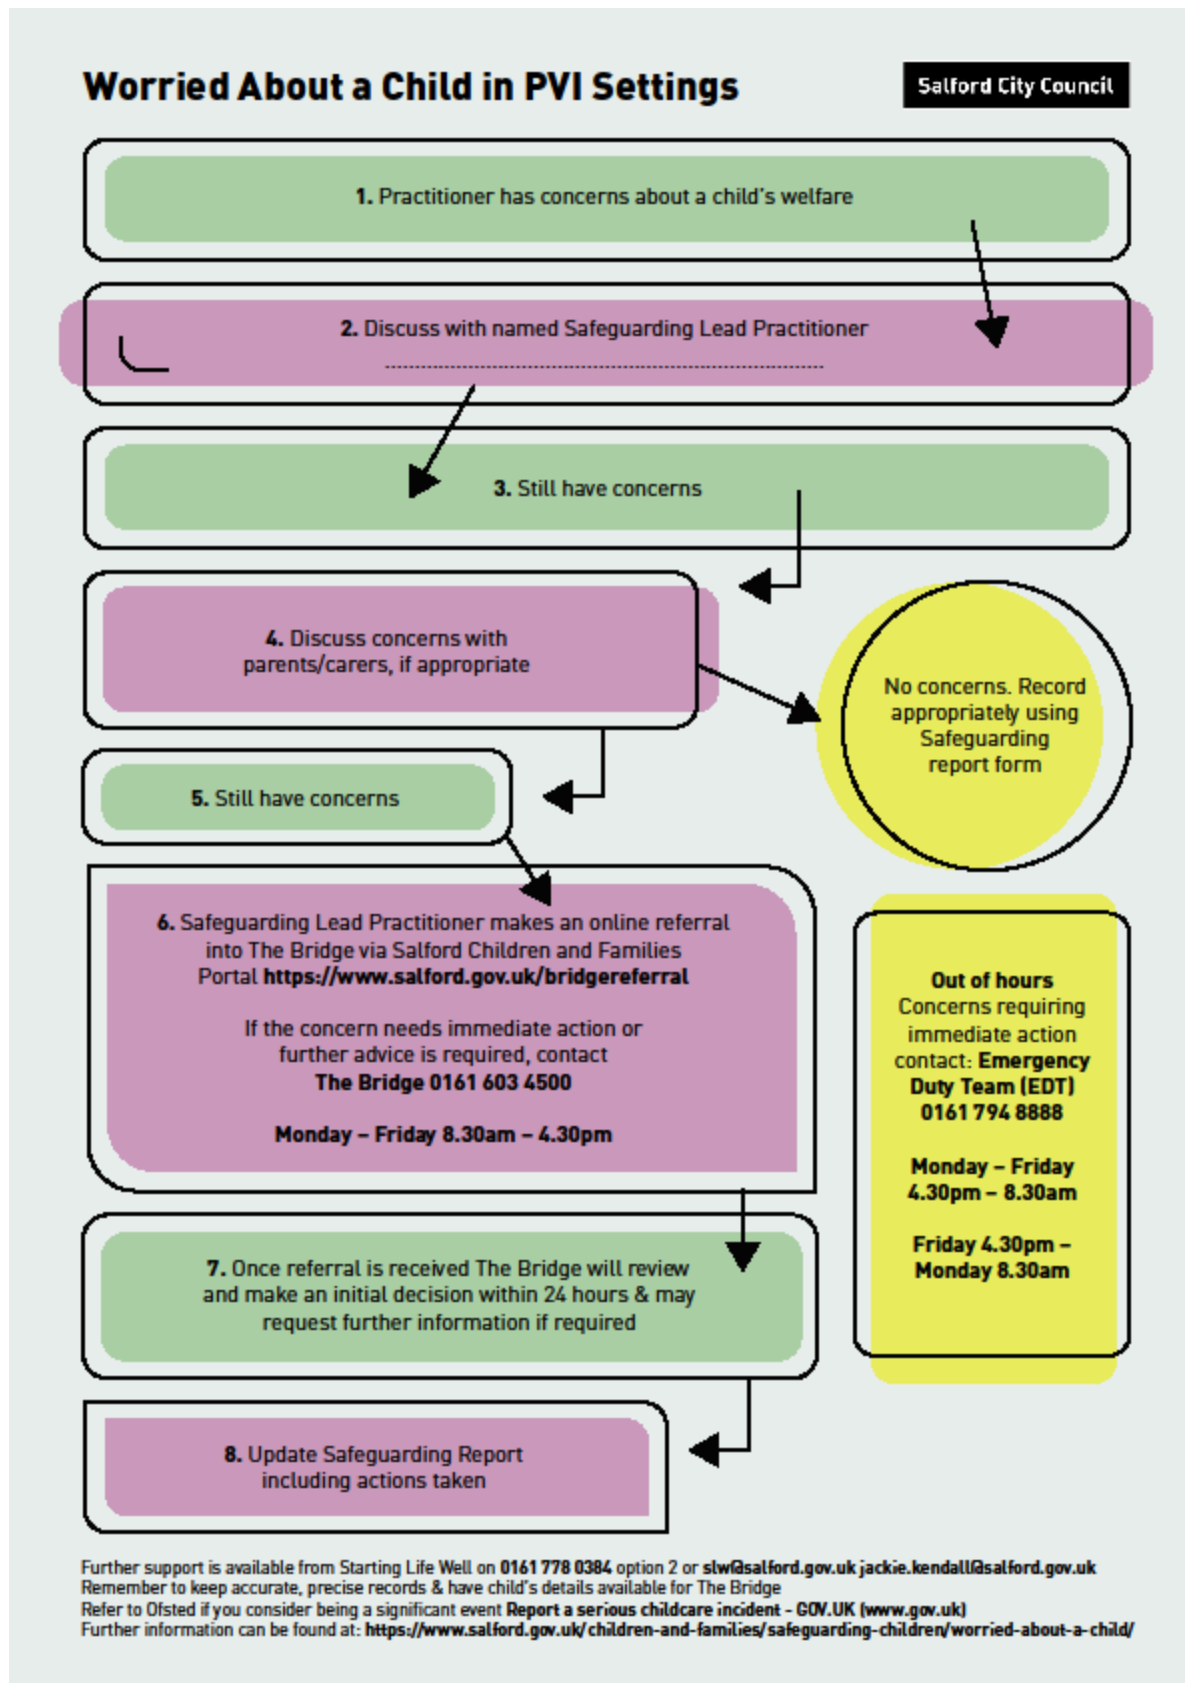 Worried About a Child in PVI Settings
Salford City Council
1. Practitioner has concerns about a child's welfare
2. Discuss with named Safeguarding Lead Practitioner
3. Still have concerns
4. Discuss concerns with
parents/carers, if appropriate
No concerns. Record
appropriately using
Safeguarding
report form
5. Still have concerns
6. Safeguarding Lead Practitioner makes an online referral
into The Bridge via Salford Children and Families
Portal https://www.salford.gov.uk/bridgereferral
If the concern needs immediate action or
further advice is required, contact
The Bridge 0161 603 4500
Monday – Friday 8.30am – 4.30pm
Out of hours
Concerns requiring
immediate action
contact: Emergency
Duty Team (EDT)
0161 794 8888
Monday – Friday
4.30pm – 8.30am
Friday 4.30pm –
Monday 8.30am
7. Once referral is received The Bridge will review
and make an initial decision within 24 hours & may
request further information if required
8. Update Safeguarding Report
including actions taken
Further support is available from Starting Life Well on 0161 778 0384 option 2 or slw@salford.gov.uk jackie.kendall@salford.gov.uk
Remember to keep accurate, precise records & have child's details available for The Bridge
Refer to Ofsted if you consider being a significant event Report a serious childcare incident - GOV.UK (www.gov.uk)
Further information can be found at: https://www.salford.gov.uk/children-and-families/safeguarding-children/worried-about-a-child/